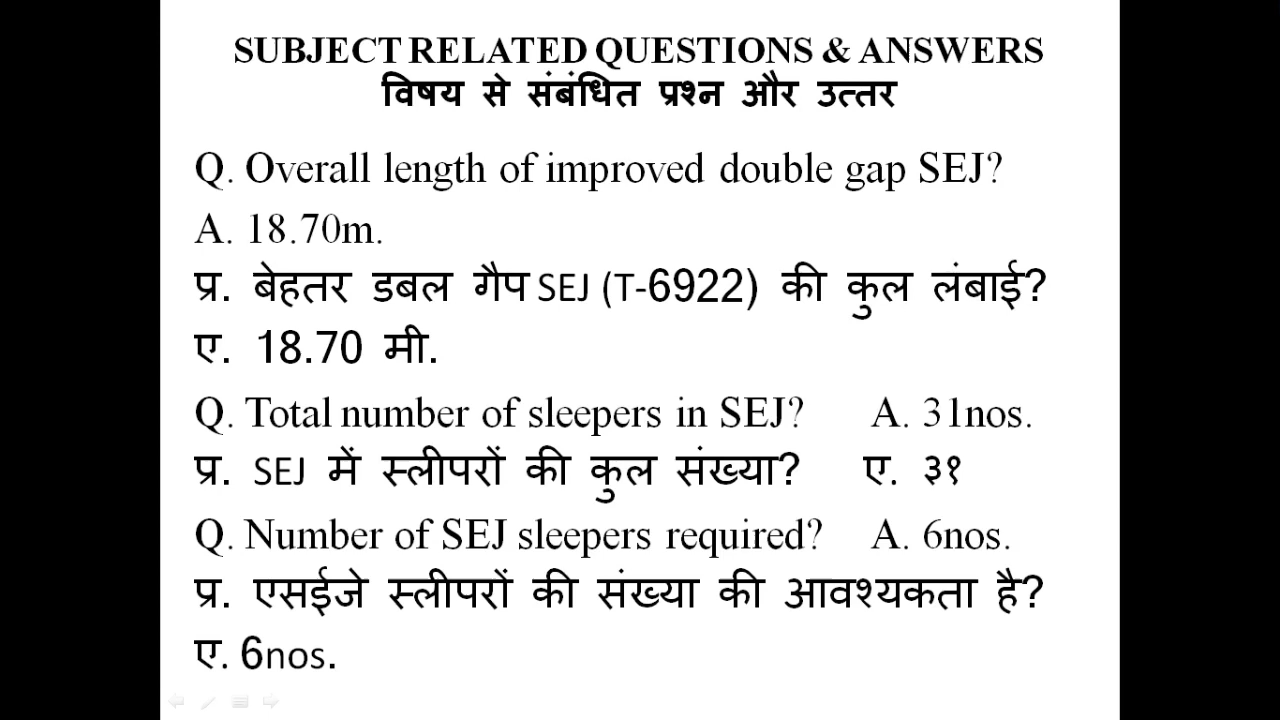 SUBJECT RELATED QUESTIONS & ANSWERS
विषय से संबंधित प्रश्न और उत्तर
Q. Overall length of improved double gap SEJ?
A. 18.70m.
प्र. बेहतर डबल गैप SEJ (T-6922) की कुल लंबाई?
ए. 18.70 मी.
Q. Total number of sleepers in SEJ? A. 31nos.
प्र. SEJ में स्लीपरों की कुल संख्या? ए. ३१
Q. Number of SEJ sleepers required? A. 6nos.
प्र. एसईजे स्लीपरों की संख्या की आवश्यकता है?
ए. 6nos.